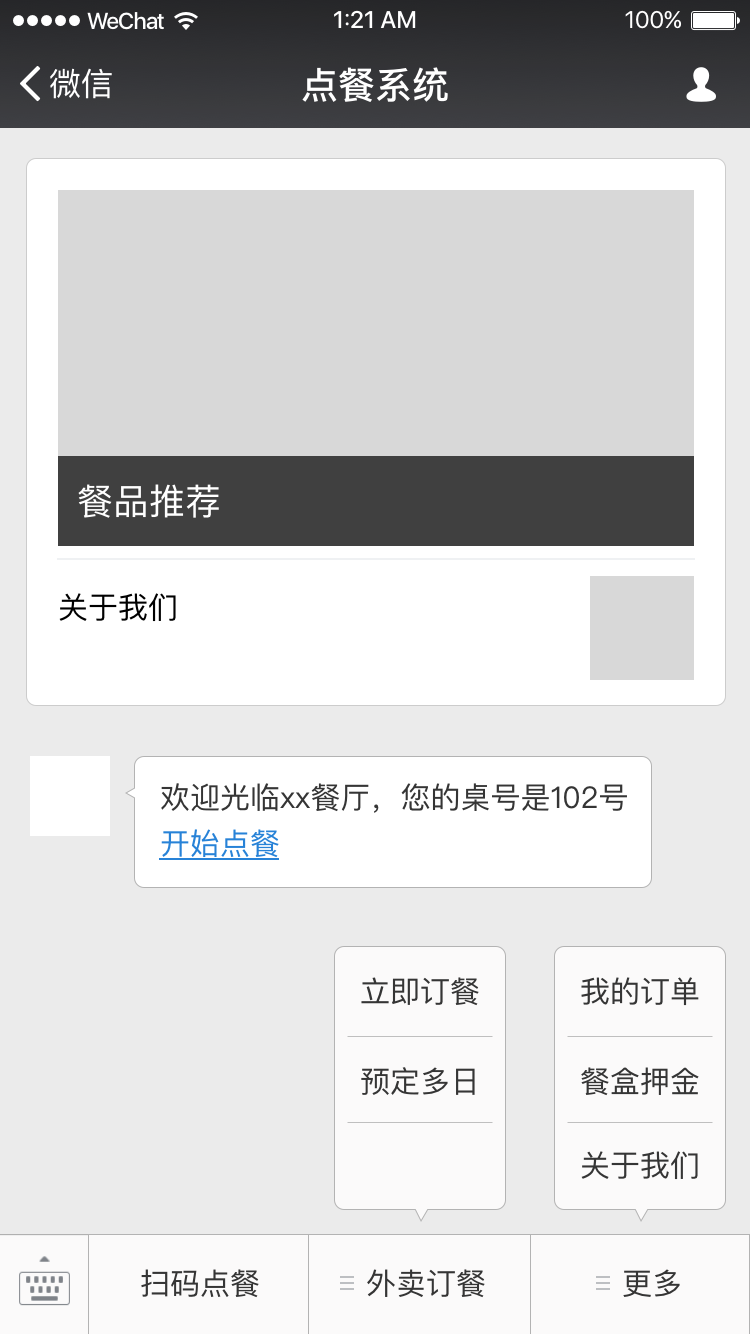 WeChat
1:21 AM
100%
微信
点餐系统
餐品推荐
关于我们
欢迎光临xx餐厅，您的桌号是102号
开始点餐
立即订餐
预定多日
我的订单
餐盒押金
关于我们
扫码点餐
外卖订餐
更多